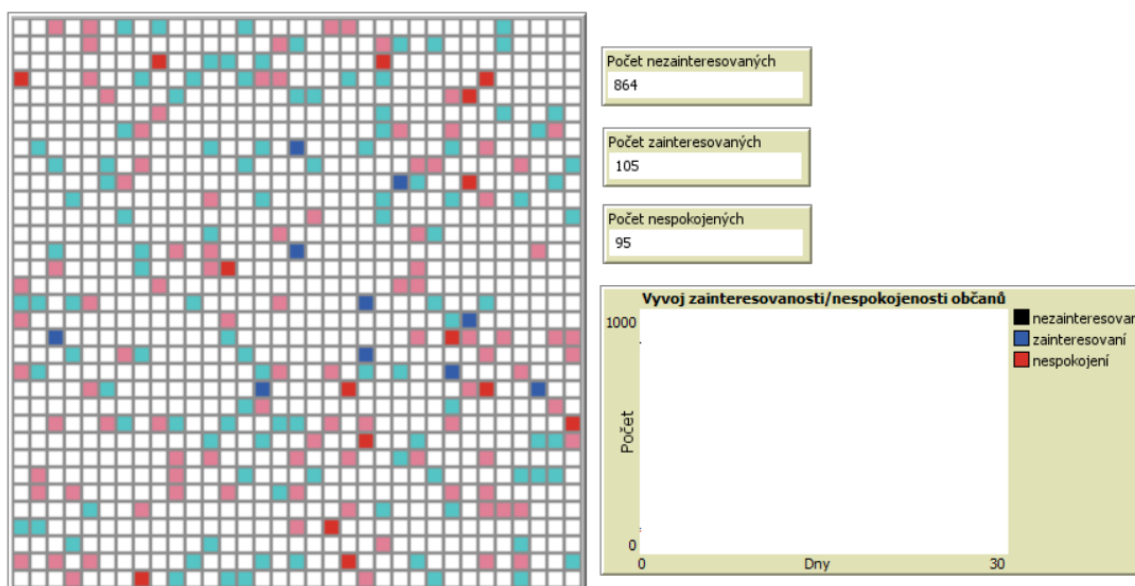 Počet nezainteresovaných
864
Počet zainteresovaných
105
Počet nespokojených
95
Vyvoj zainteresovanosti/nespokojenosti občanů
1000
Počet
0
0
Dny
30
nezainteresovar
zainteresovaní
nespokojení